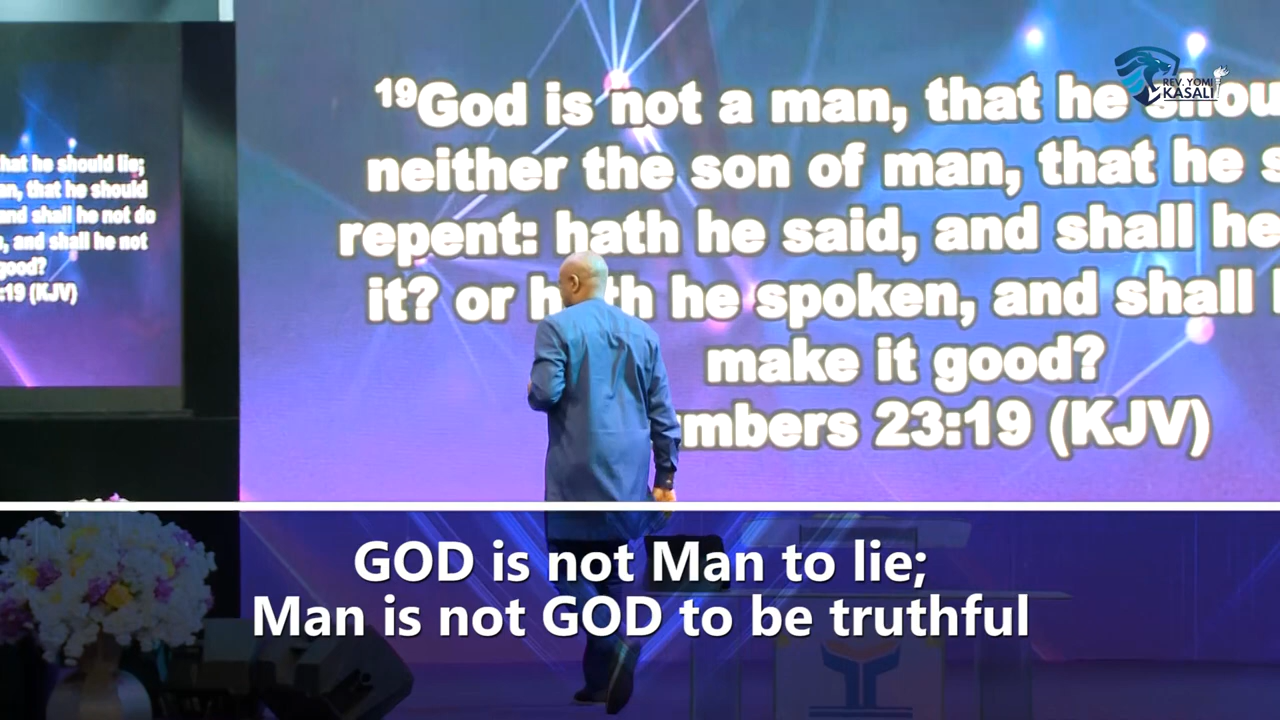 hat he should lie;
an, that he should
and shall he not do
, and shall he not
good?
:19 (KJV)
19God is not a man, that he shou
neither the son of man, that he s
repent: hath he said, and shall he
it? or h th he spoken, and shall
make it good?
umbers 23:19 (KJV)
REV. YOMI
KASALI
GOD is not Man to lie;
Man is not GOD to be truthful